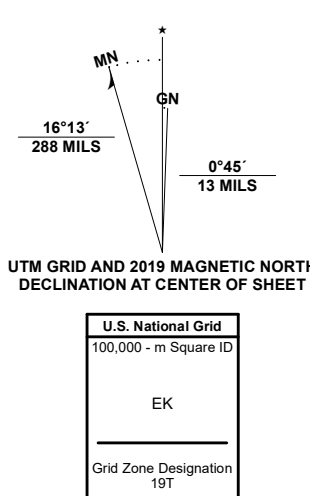 ★
MN
GN
16°13´
288 MILS
0°45´
13 MILS
UTM GRID AND 2019 MAGNETIC NORTH
DECLINATION AT CENTER OF SHEET
U.S. National Grid
100,000 - m Square ID
EK
Grid Zone Designation
19T